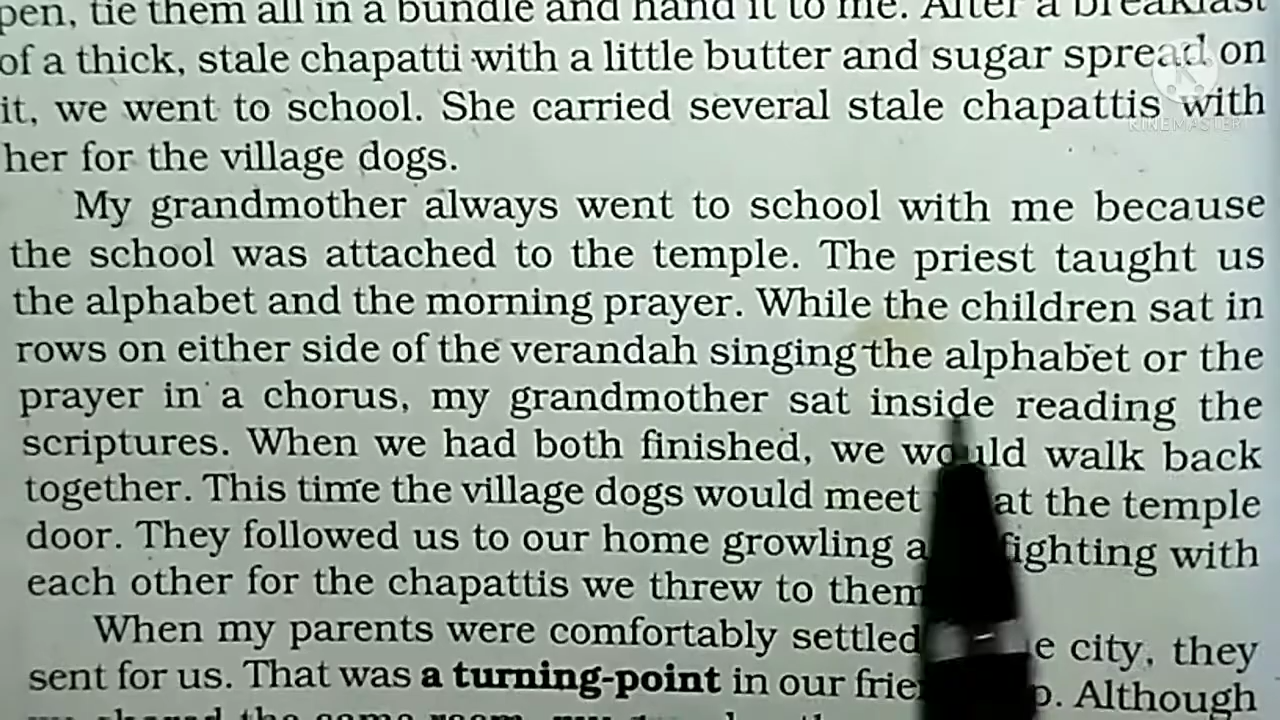 pen, tie them all in a bundle and hand it to me. After a breakfast
of a thick, stale chapatti with a little butter and sugar spread on
it, we went to school. She carried several stale chapattis with
KINEMASTER
her for the village dogs.
My grandmother always went to school with me because
the school was attached to the temple. The priest taught us
the alphabet and the morning prayer. While the children sat in
rows on either side of the verandah singing the alphabet or the
prayer in a chorus, my grandmother sat inside reading the
scriptures. When we had both finished, we would walk back
together. This time the village dogs would meet at the temple
door. They followed us to our home growling fighting with
each other for the chapattis we threw to them
When my parents were comfortably settled city, they
sent for us. That was a turning-point in our Although
the same room, my